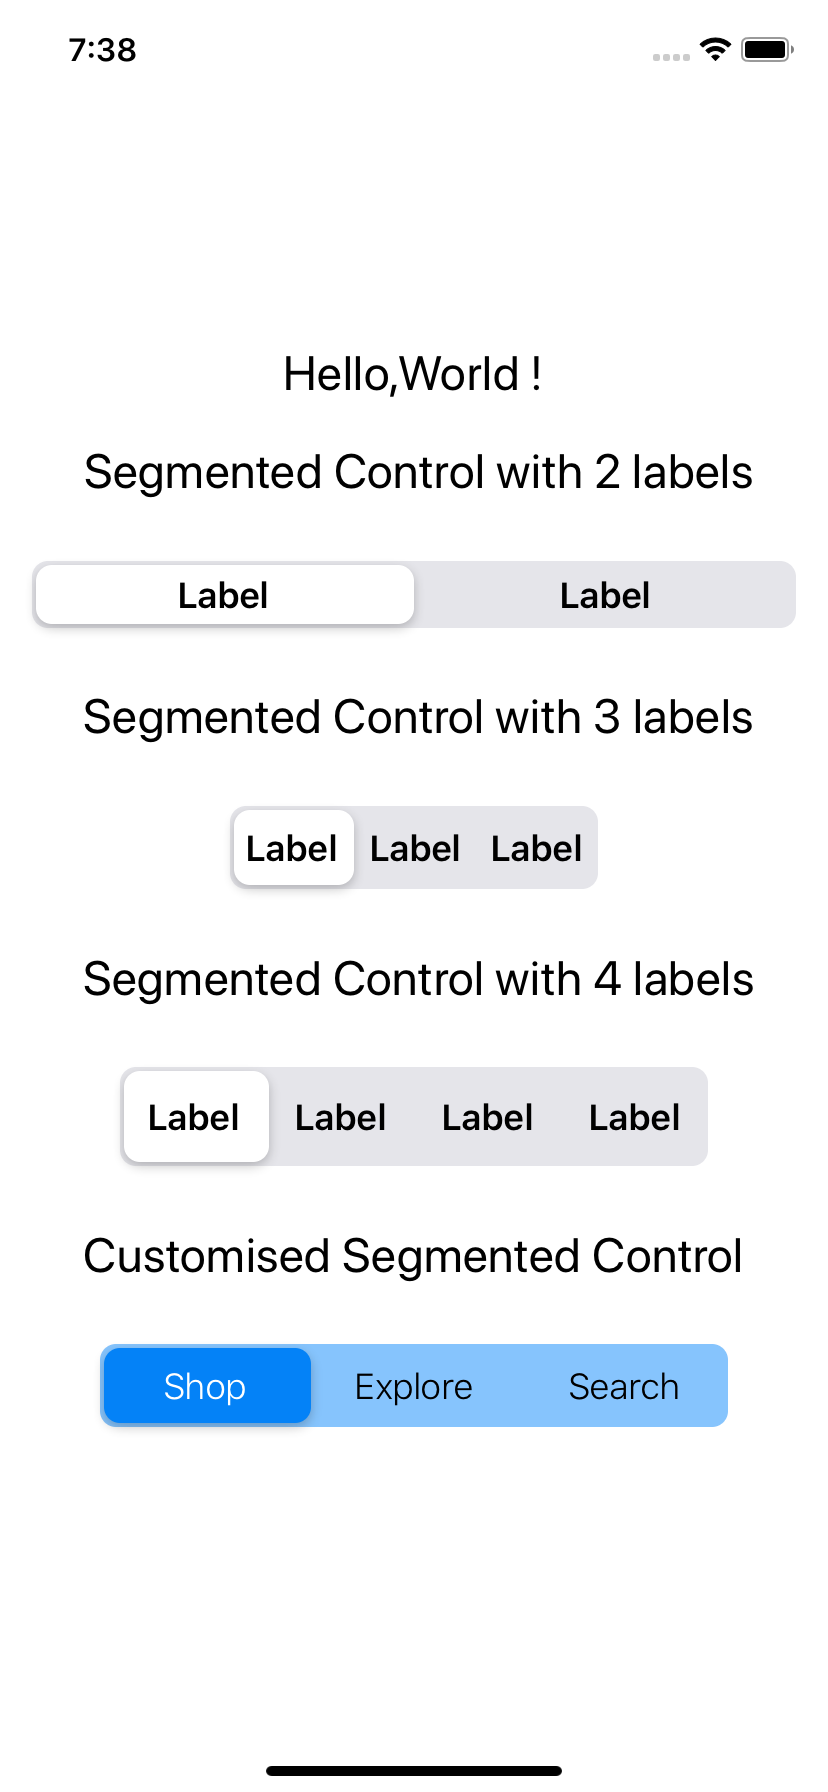 7:38
Hello,World !
Segmented Control with 2 labels
Label Label
Segmented Control with 3 labels
Label Label Label
Segmented Control with 4 labels
Label Label Label Label
Customised Segmented Control
Shop Explore Search